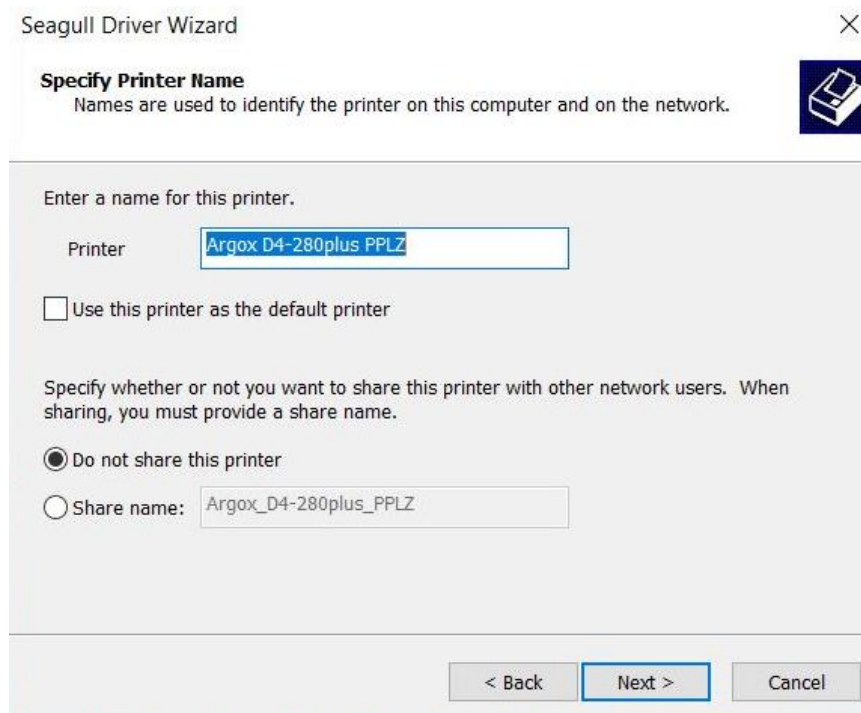 Seagull Driver Wizard
Specify Printer Name
Names are used to identify the printer on this computer and on the network.
Enter a name for this printer.
Printer
Argox D4-280plus PPLZ
Use this printer as the default printer
Specify whether or not you want to share this printer with other network users.  When
sharing, you must provide a share name.
Do not share this printer
Share name:
Argox_D4-280plus_PPLZ
< Back
Next >
Cancel